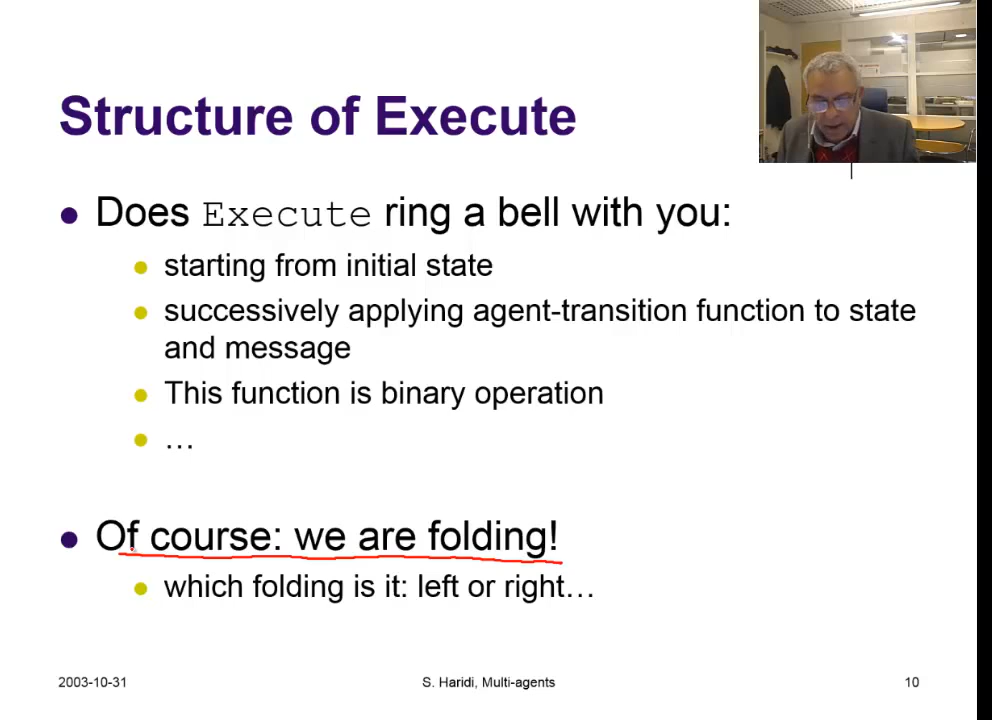 Structure of Execute
Does Execute ring a bell with you:
starting from initial state
successively applying agent-transition function to state
and message
This function is binary operation
…
Of course: we are folding!
which folding is it: left or right…
2003-10-31
S. Haridi, Multi-agents
10